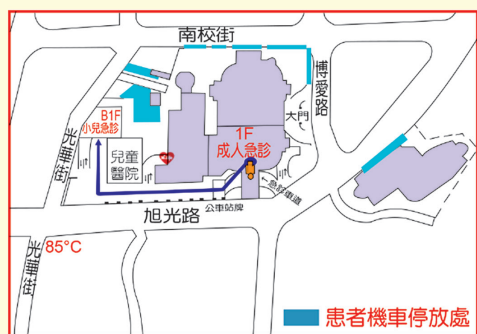 南校街
博愛路
B1F
小兒急診
大門
1F
成人急診
兒童
醫院
光華街
急診車道
公車站牌
旭光路
光華街
85°C
患者機車停放處